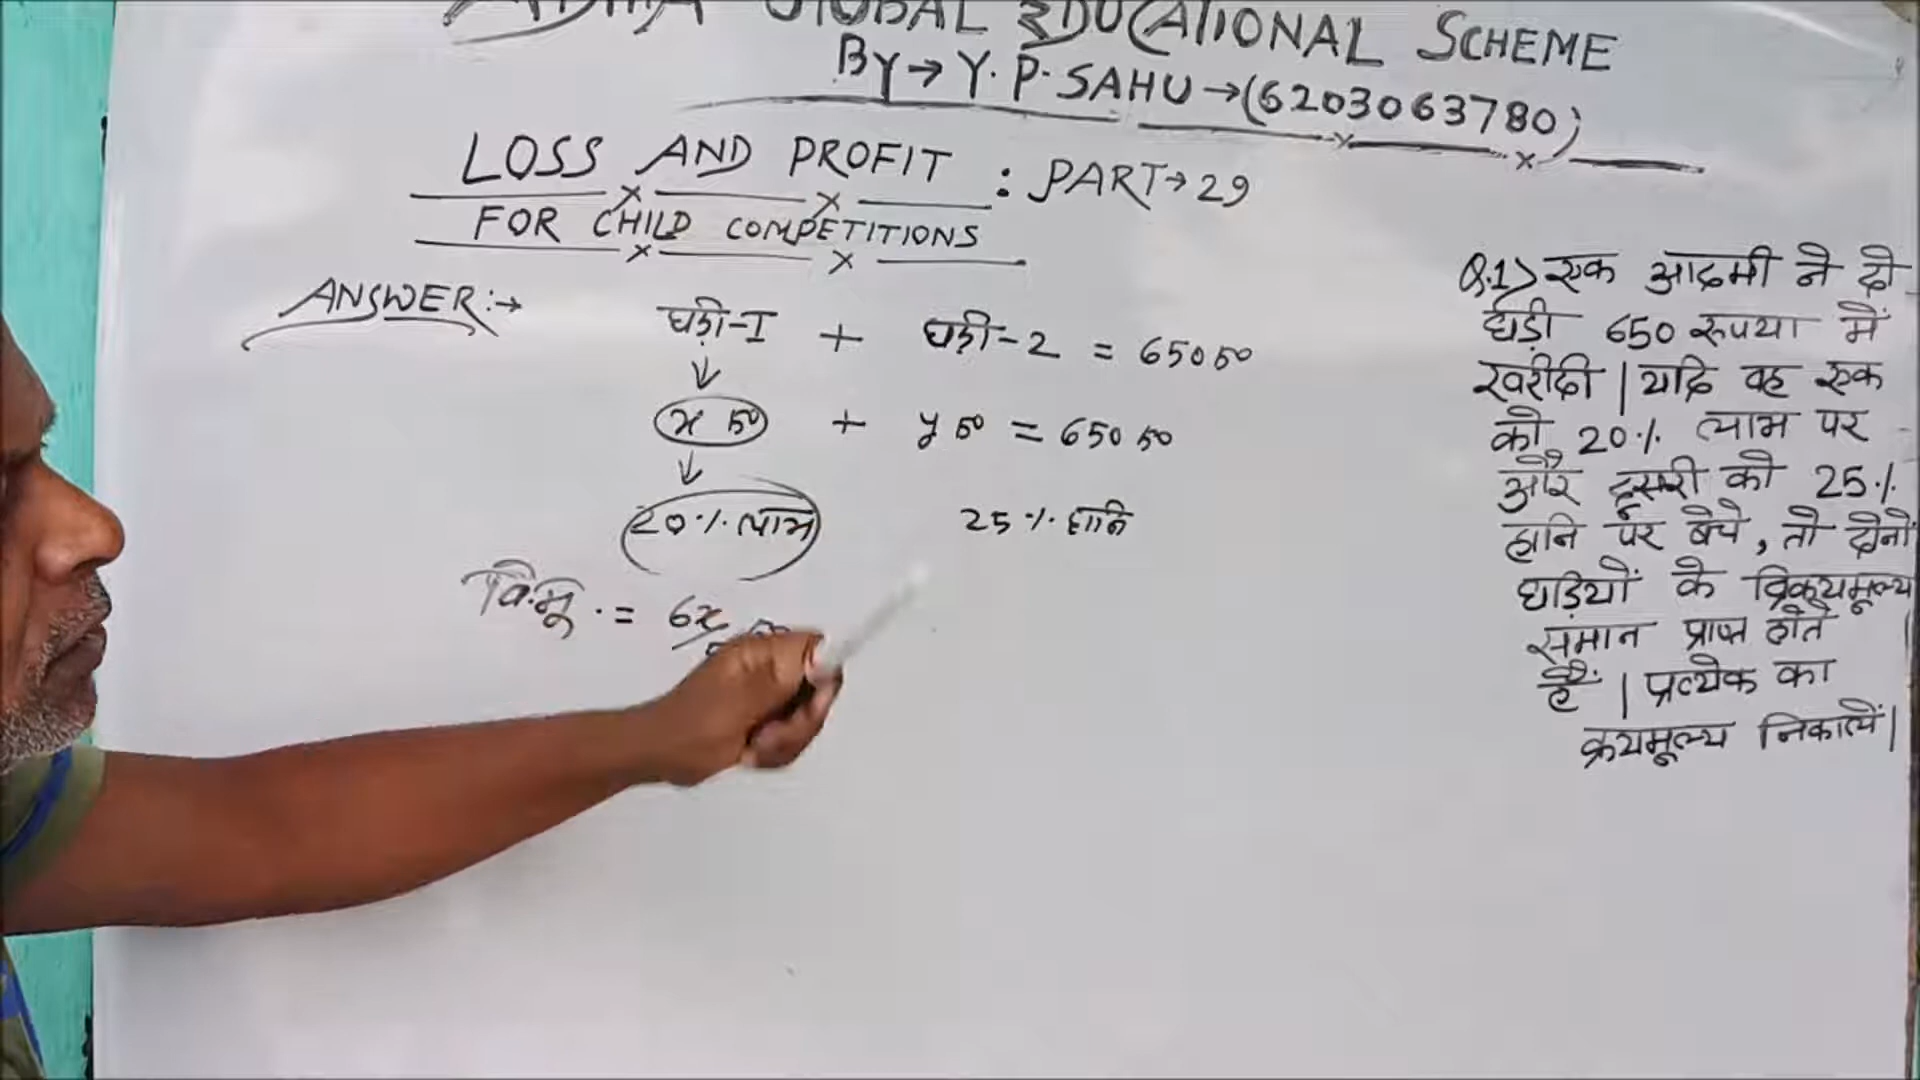 GLOBAL EDUCATIONAL SCHEME
By → Y. P. SAHU → (6203063780)
LOSS AND PROFIT : PART → 29
FOR CHILD COMPETITIONS
ANSWER :→
घड़ी-I + घड़ी-2 = 650 रु०
x रु० + y रु० = 650 रु०
20% लाभ 25% हानि
वि.मू. = 6x
Q.1> एक आदमी ने दो
घड़ी 650 रूपया में
खरीदी | यदि वह एक
को 20% लाभ पर
और दूसरी को 25%
हानि पर बेचे, तो दोनों
घड़ियों के विक्रयमूल्य
समान प्राप्त होते
हैं | प्रत्येक का
क्रयमूल्य निकालें |